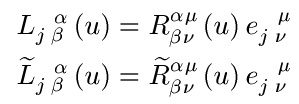 $L_{j}{}_{\beta}^{\alpha}(u) = R_{\beta\nu}^{\alpha\mu}(u)\, e_{j}{}_{\nu}^{\mu}$
$\widetilde{L}_{j}{}_{\beta}^{\alpha}(u) = \widetilde{R}_{\beta\nu}^{\alpha\mu}(u)\, e_{j}{}_{\nu}^{\mu}$